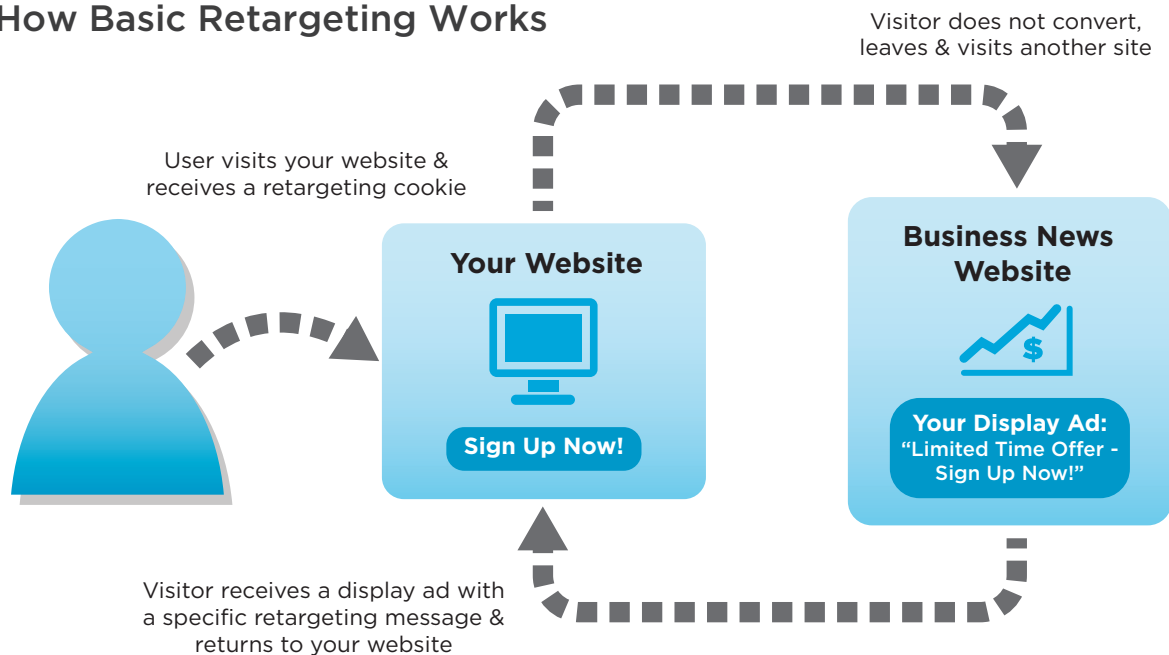 How Basic Retargeting Works
Visitor does not convert,
leaves & visits another site
User visits your website &
receives a retargeting cookie
Your Website
Sign Up Now!
Business News
Website
$
Your Display Ad:
“Limited Time Offer -
Sign Up Now!”
Visitor receives a display ad with
a specific retargeting message &
returns to your website